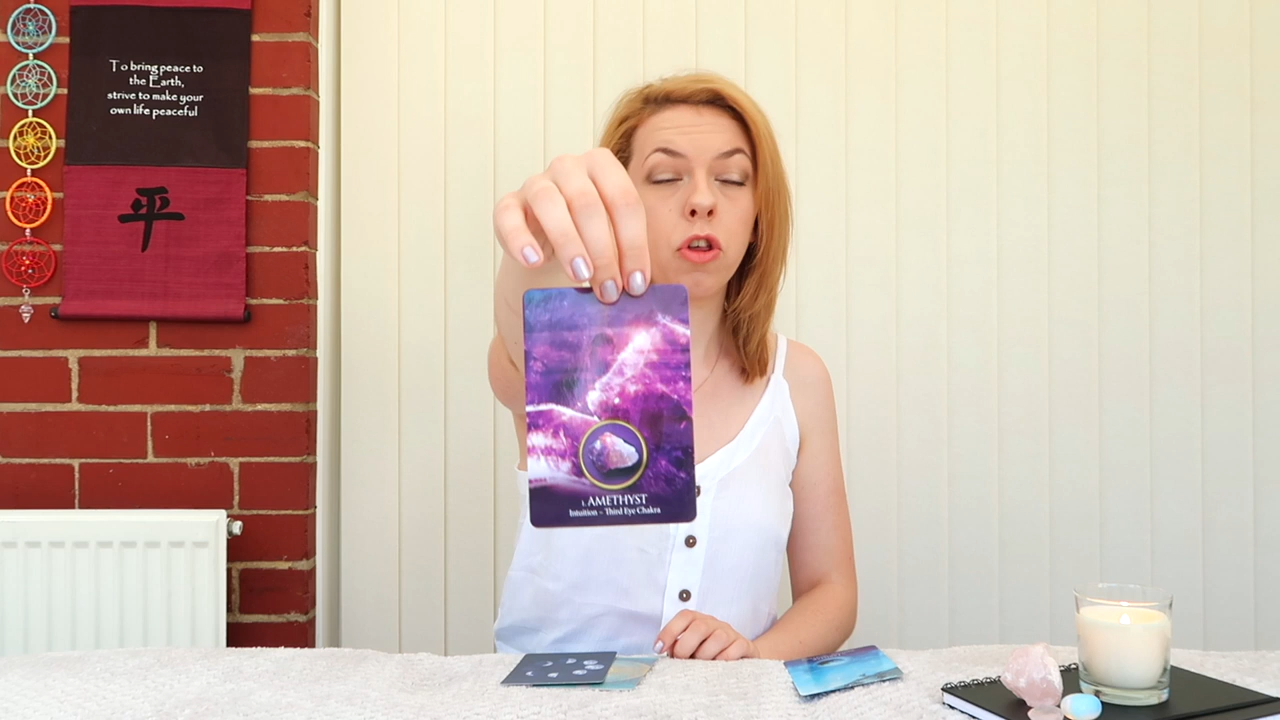 To bring peace to
the Earth,
strive to make your
own life peaceful
平
1. AMETHYST
Intuition ~ Third Eye Chakra